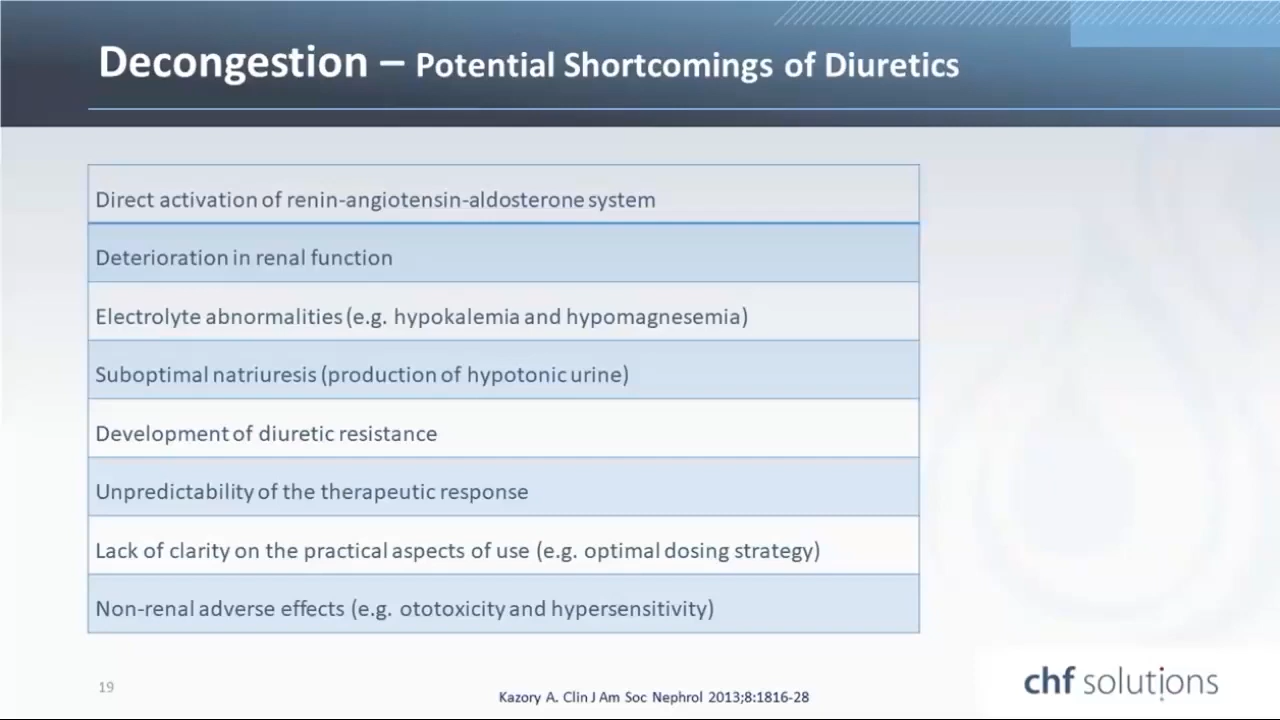 Decongestion – Potential Shortcomings of Diuretics
Direct activation of renin-angiotensin-aldosterone system
Deterioration in renal function
Electrolyte abnormalities (e.g. hypokalemia and hypomagnesemia)
Suboptimal natriuresis (production of hypotonic urine)
Development of diuretic resistance
Unpredictability of the therapeutic response
Lack of clarity on the practical aspects of use (e.g. optimal dosing strategy)
Non-renal adverse effects (e.g. ototoxicity and hypersensitivity)
19
Kazory A. Clin J Am Soc Nephrol 2013;8:1816-28
chf solutions